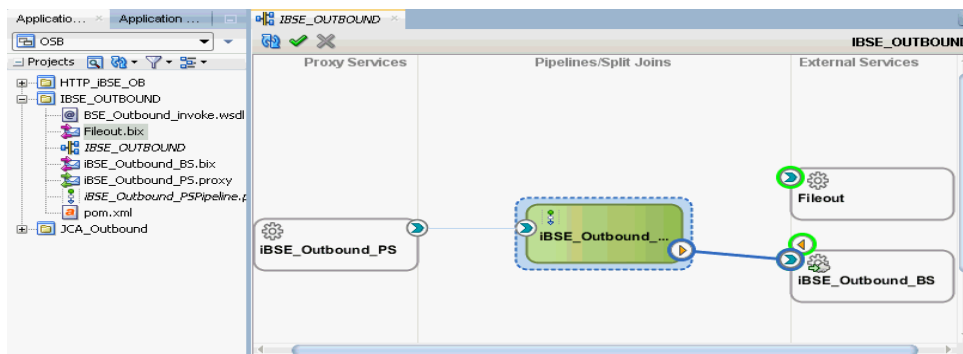 Applicatio...
Application ...
IBSE_OUTBOUND
OSB
IBSE_OUTBOUN
Projects
Proxy Services
Pipelines/Split Joins
External Services
HTTP_iBSE_OB
IBSE_OUTBOUND
BSE_Outbound_invoke.wsdl
Fileout.bix
IBSE_OUTBOUND
iBSE_Outbound_BS.bix
iBSE_Outbound_PS.proxy
iBSE_Outbound_PSPipeline.p
pom.xml
JCA_Outbound
iBSE_Outbound_PS
iBSE_Outbound_...
Fileout
iBSE_Outbound_BS